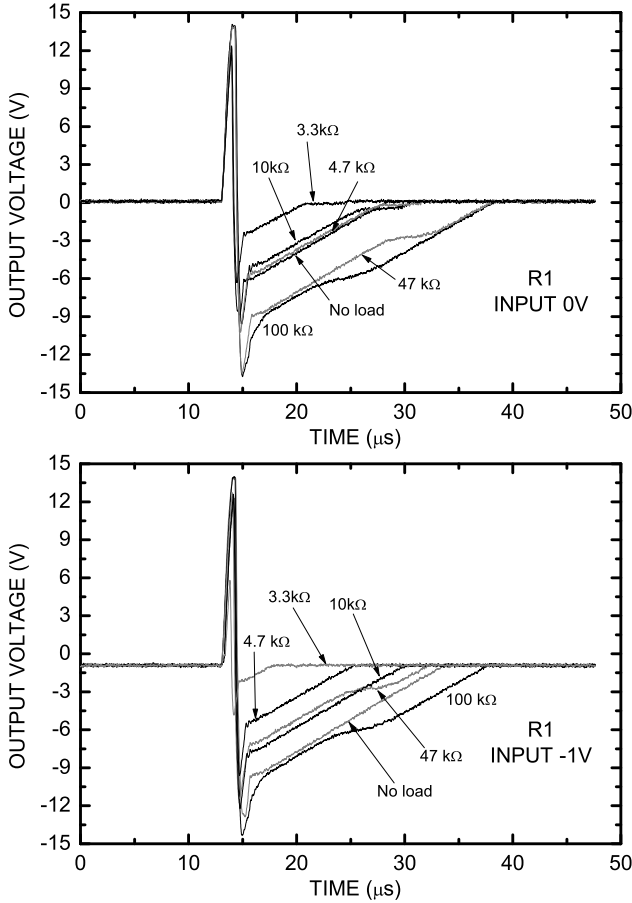 15
12
9
6
3
0
-3
-6
-9
-12
-15
OUTPUT VOLTAGE (V)
3.3kΩ
10kΩ
4.7 kΩ
47 kΩ
No load
100 kΩ
R1
INPUT 0V
0
10
20
30
40
50
TIME (μs)
15
12
9
6
3
0
-3
-6
-9
-12
-15
OUTPUT VOLTAGE (V)
3.3kΩ
10kΩ
4.7 kΩ
100 kΩ
47 kΩ
No load
R1
INPUT -1V
0
10
20
30
40
50
TIME (μs)